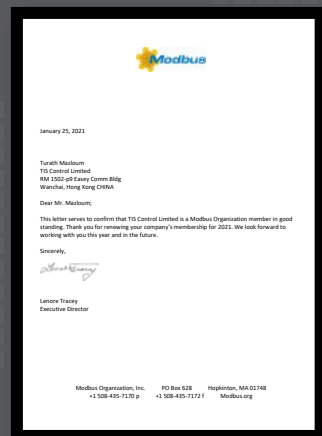 Modbus
January 25, 2021
Turath Mazloum
TIS Control Limited
RM 1502-p9 Easey Comm Bldg
Wanchai, Hong Kong CHINA
Dear Mr. Mazloum;
This letter serves to confirm that TIS Control Limited is a Modbus Organization member in good
standing. Thank you for renewing your company's membership for 2021. We look forward to
working with you this year and in the future.
Sincerely,
Lenore Tracey
Lenore Tracey
Executive Director
Modbus Organization, Inc. PO Box 628 Hopkinton, MA 01748
+1 508-435-7170 p +1 508-435-7172 f Modbus.org